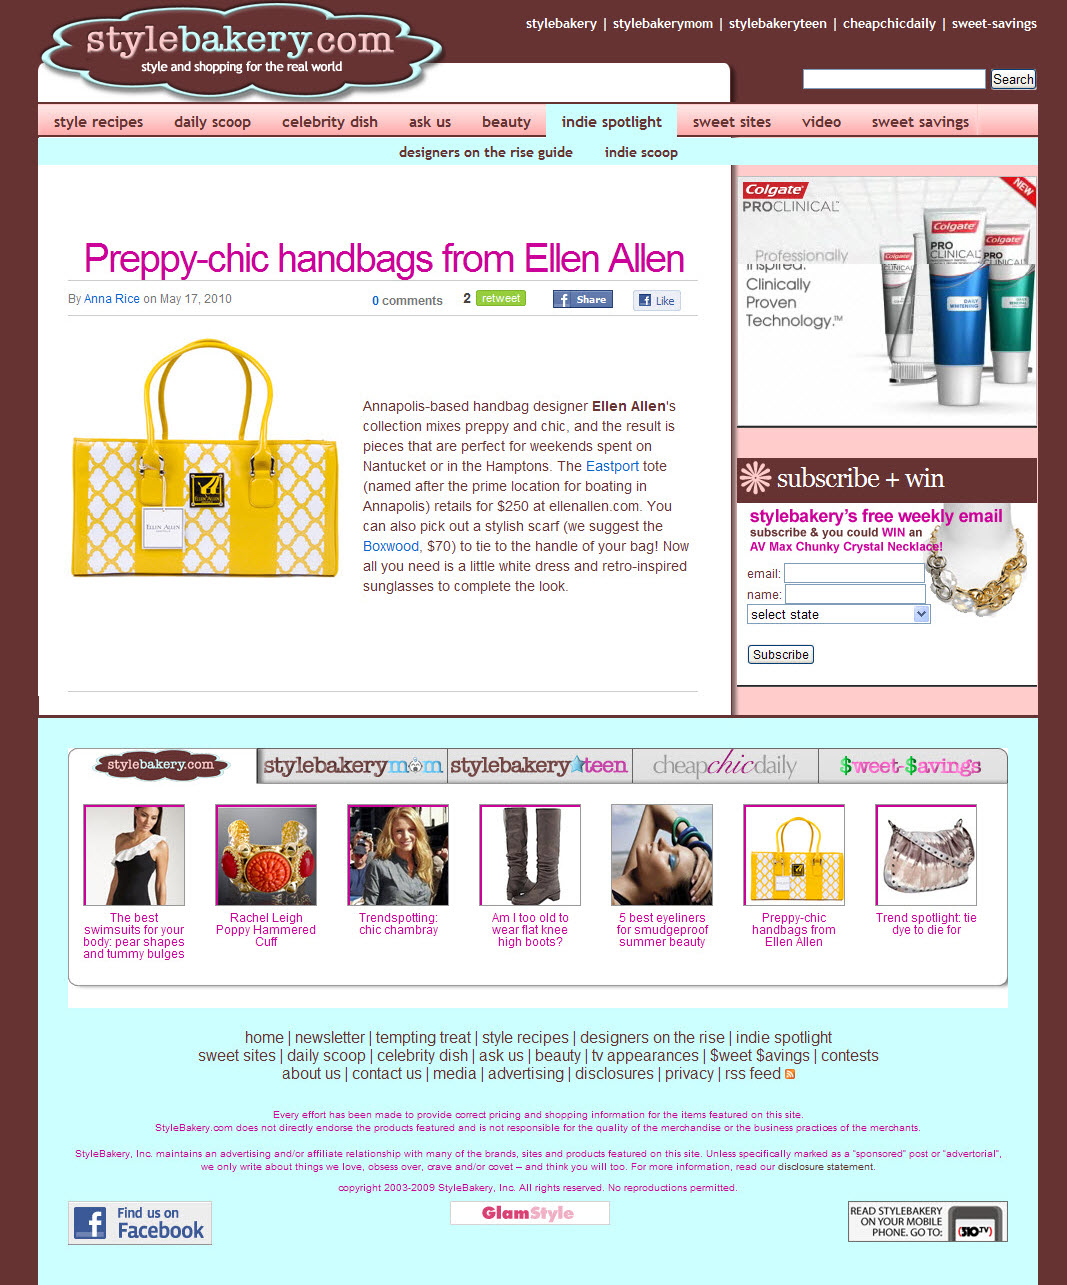 stylebakery.com
style and shopping for the real world
stylebakery | stylebakerymom | stylebakeryteen | cheapchicdaily | sweet-savings
Search
style recipes daily scoop celebrity dish ask us beauty indie spotlight sweet sites video sweet savings
designers on the rise guide indie scoop
Preppy-chic handbags from Ellen Allen
By Anna Rice on May 17, 2010
0 comments 2 retweet Share Like
ELLEN ALLEN
ELLEN ALLEN
Annapolis-based handbag designer Ellen Allen's
collection mixes preppy and chic, and the result is
pieces that are perfect for weekends spent on
Nantucket or in the Hamptons. The Eastport tote
(named after the prime location for boating in
Annapolis) retails for $250 at ellenallen.com. You
can also pick out a stylish scarf (we suggest the
Boxwood, $70) to tie to the handle of your bag! Now
all you need is a little white dress and retro-inspired
sunglasses to complete the look.
Colgate
PROCLINICAL™
NEW
Professionally
Inspired.
Clinically
Proven
Technology.™
Colgate
PRO
CLINICAL
DAILY
WHITENING
Colgate
PRO
CLINICAL
Colgate
subscribe + win
stylebakery's free weekly email
subscribe & you could WIN an
AV Max Chunky Crystal Necklace!
email:
name:
select state
Subscribe
stylebakery.com stylebakerymom stylebakeryteen cheapchicdaily $weet-$avings
The best
swimsuits for your
body: pear shapes
and tummy bulges
Rachel Leigh
Poppy Hammered
Cuff
Trendspotting:
chic chambray
Am I too old to
wear flat knee
high boots?
5 best eyeliners
for smudgeproof
summer beauty
Preppy-chic
handbags from
Ellen Allen
Trend spotlight: tie
dye to die for
home | newsletter | tempting treat | style recipes | designers on the rise | indie spotlight
sweet sites | daily scoop | celebrity dish | ask us | beauty | tv appearances | $weet $avings | contests
about us | contact us | media | advertising | disclosures | privacy | rss feed
Every effort has been made to provide correct pricing and shopping information for the items featured on this site.
StyleBakery.com does not directly endorse the products featured and is not responsible for the quality of the merchandise or the business practices of the merchants.
StyleBakery, Inc. maintains an advertising and/or affiliate relationship with many of the brands, sites and products featured on this site. Unless specifically marked as a "sponsored" post or "advertorial",
we only write about things we love, obsess over, crave and/or covet – and think you will too. For more information, read our disclosure statement.
copyright 2003-2009 StyleBakery, Inc. All rights reserved. No reproductions permitted.
Find us on
Facebook
GlamStyle
READ STYLEBAKERY
ON YOUR MOBILE
PHONE. GO TO:
(510.TV)